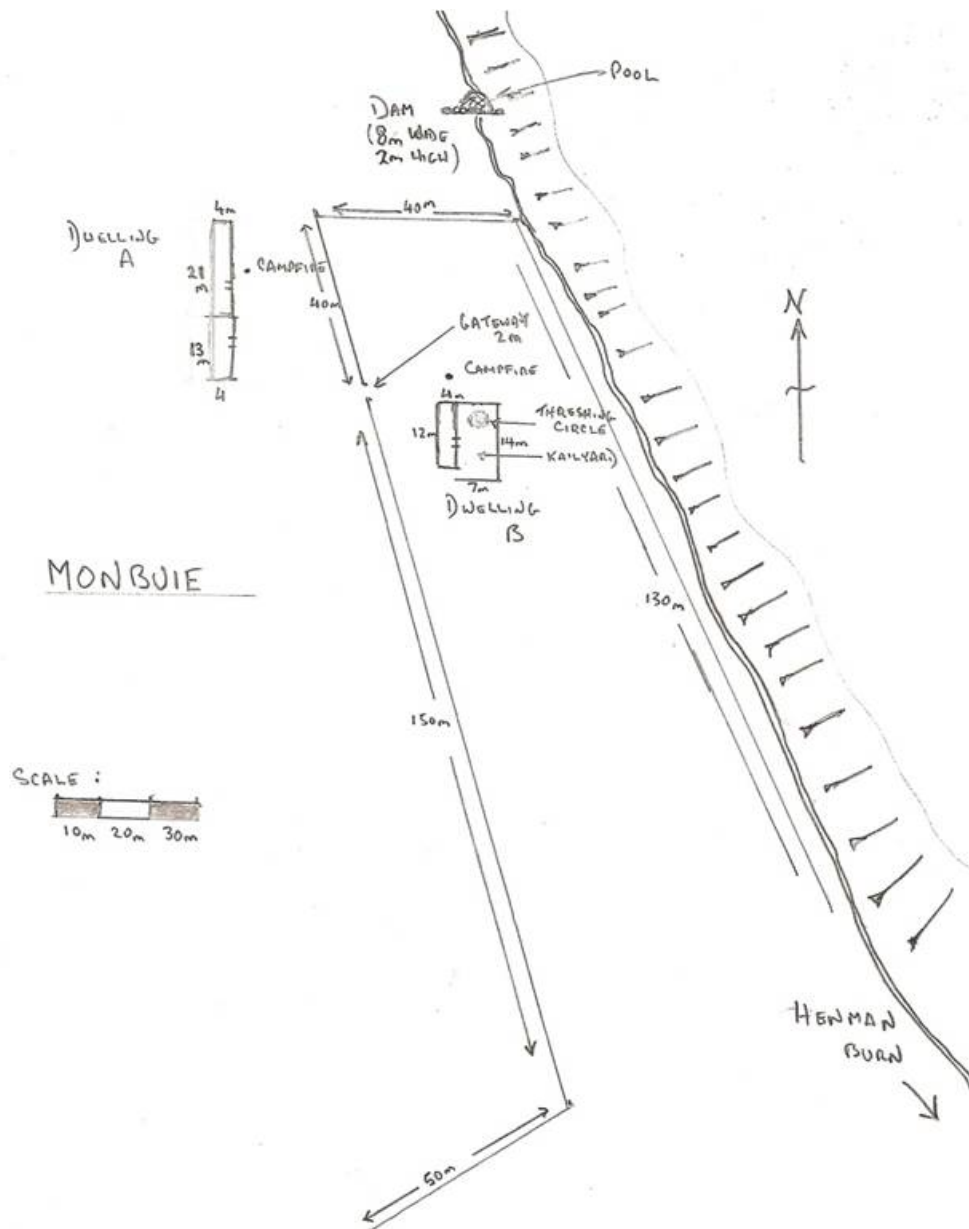 POOL
DAM
(8m WIDE
2m HIGH)
40m
4m
DWELLING
A
CAMPFIRE
21
m
40m
13
m
4
GATEWAY
2m
N
CAMPFIRE
4m
THRESHING
CIRCLE
12m
14m
KAILYARD
7m
DWELLING
B
MONBUIE
130m
150m
SCALE :
10m 20m 30m
HENMAN
BURN
50m